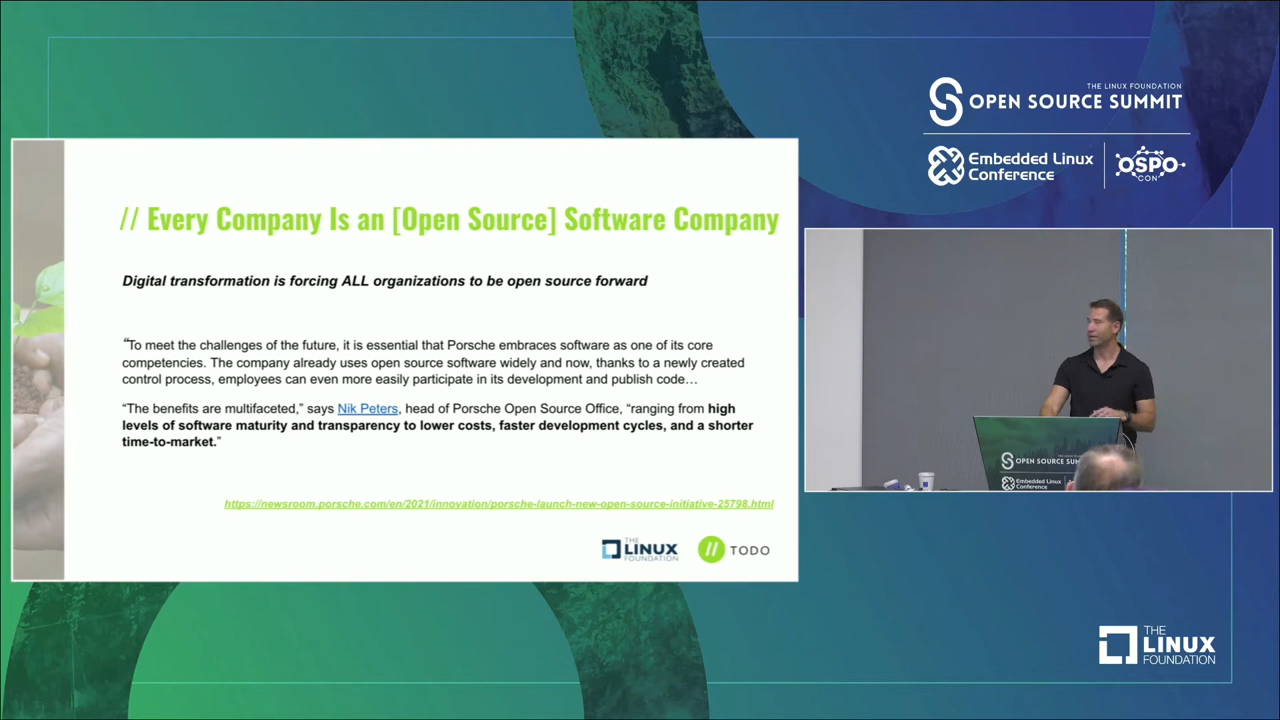 // Every Company Is an [Open Source] Software Company
Digital transformation is forcing ALL organizations to be open source forward
“To meet the challenges of the future, it is essential that Porsche embraces software as one of its core
competencies. The company already uses open source software widely and now, thanks to a newly created
control process, employees can even more easily participate in its development and publish code…
“The benefits are multifaceted,” says Nik Peters, head of Porsche Open Source Office, “ranging from high
levels of software maturity and transparency to lower costs, faster development cycles, and a shorter
time-to-market.”
https://newsroom.porsche.com/en/2021/innovation/porsche-launch-new-open-source-initiative-25798.html
THE
LINUX
FOUNDATION
// TODO
THE LINUX FOUNDATION
OPEN SOURCE SUMMIT
Embedded Linux
Conference
OSPO
CON
OPEN SOURCE SUM
Embedded Linux
Conference
THE
LINUX
FOUNDATION